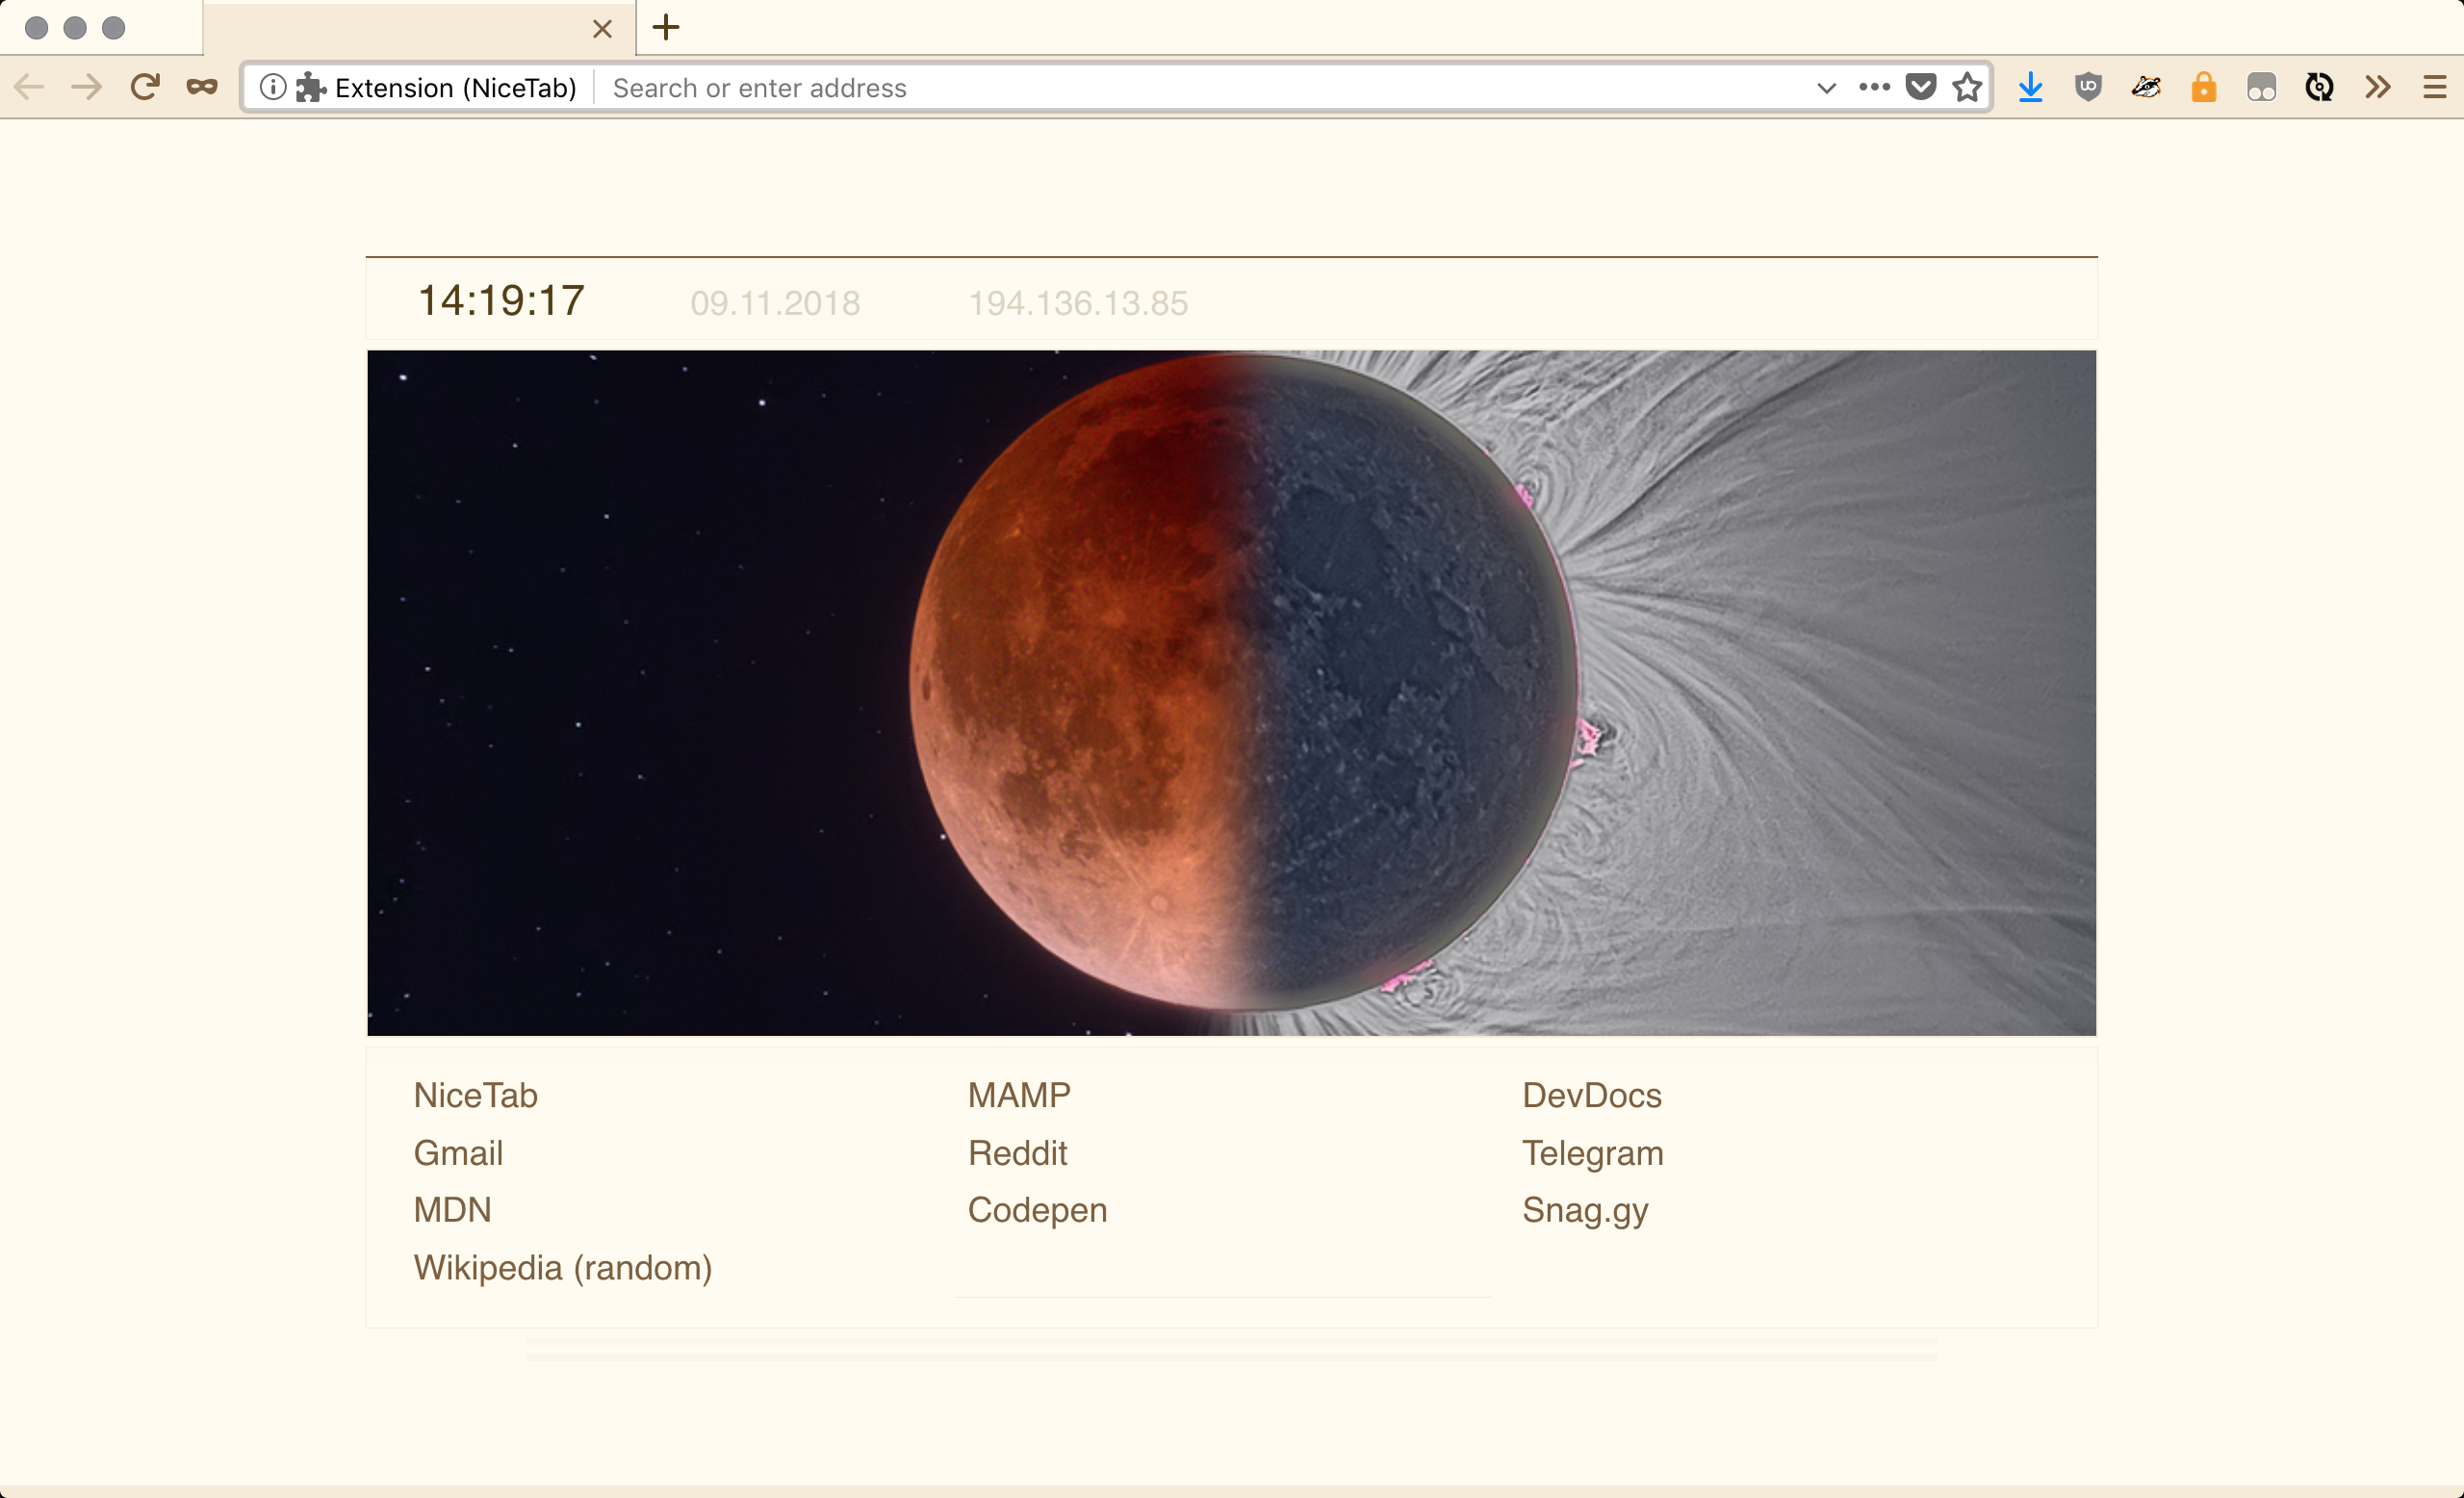 Extension (NiceTab) Search or enter address
14:19:17 09.11.2018 194.136.13.85
NiceTab MAMP DevDocs
Gmail Reddit Telegram
MDN Codepen Snag.gy
Wikipedia (random)